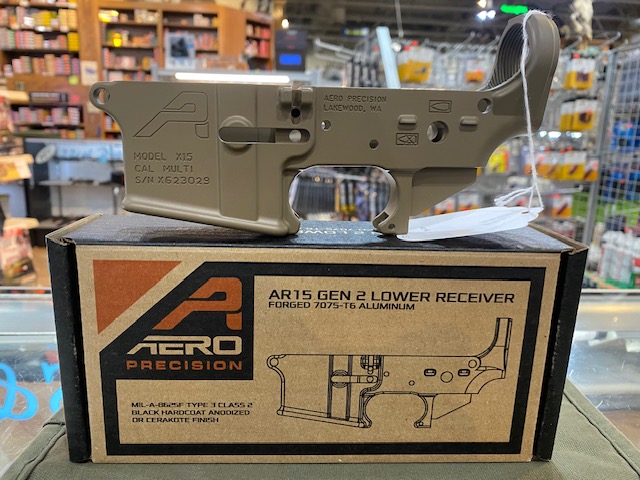 AERO PRECISION
LAKEWOOD, WA
MODEL X15
CAL MULTI
S/N X623029
AR15 GEN 2 LOWER RECEIVER
FORGED 7075-T6 ALUMINUM
AERO
PRECISION
MIL-A-8625F TYPE 3 CLASS 2
BLACK HARDCOAT ANODIZED
OR CERAKOTE FINISH